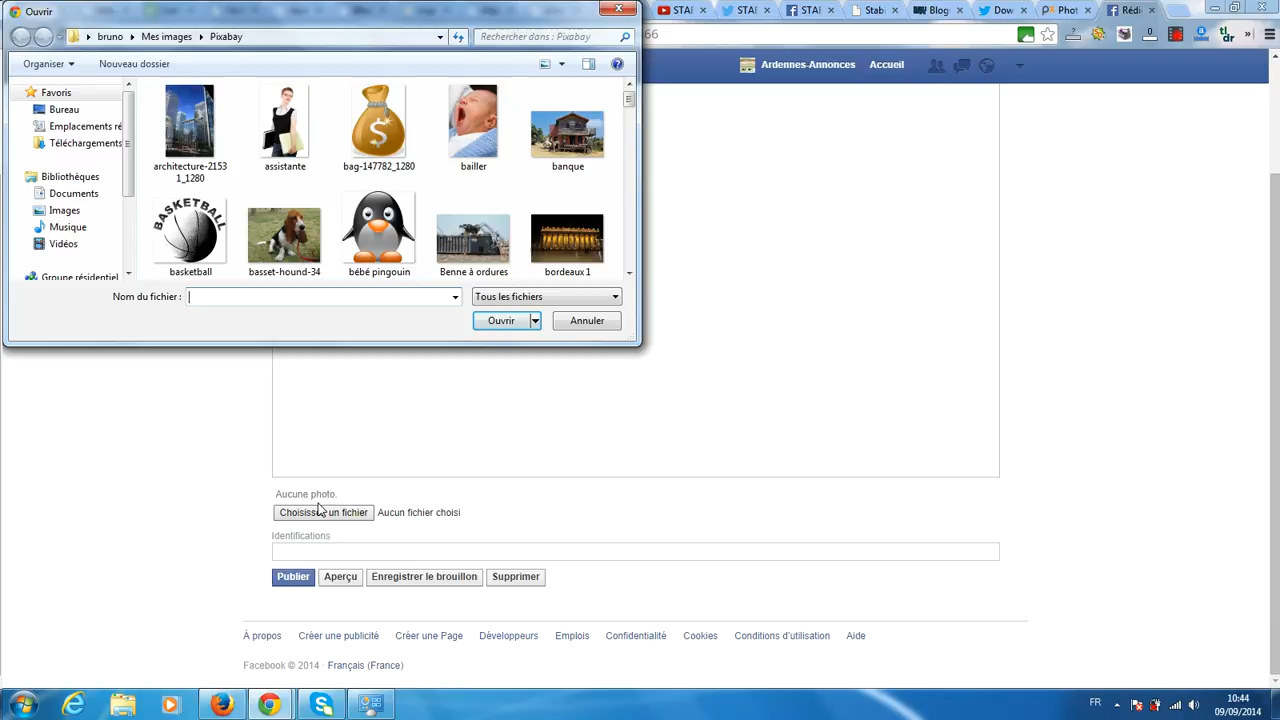 Ouvrir
bruno Mes images Pixabay
Rechercher dans : Pixabay
Organiser Nouveau dossier
Favoris
Bureau
Emplacements ré
Téléchargements
Bibliothèques
Documents
Images
Musique
Vidéos
Groupe résidentiel
architecture-2153
1_1280
assistante
bag-147782_1280
bailler
banque
BASKETBALL
basketball
basset-hound-34
bébé pingouin
Benne à ordures
bordeaux 1
Nom du fichier :
Tous les fichiers
Ouvrir
Annuler
STAI
STAI
STAI
Stab
Blog
Dow
Phot
Rédi
66
tl;
dr
Ardennes-Annonces Accueil
Aucune photo.
Aucun fichier choisi
Identifications
Publier Aperçu Enregistrer le brouillon Supprimer
À propos Créer une publicité Créer une Page Développeurs Emplois Confidentialité Cookies Conditions d'utilisation Aide
Facebook © 2014 · Français (France)
FR
10:44
09/09/2014